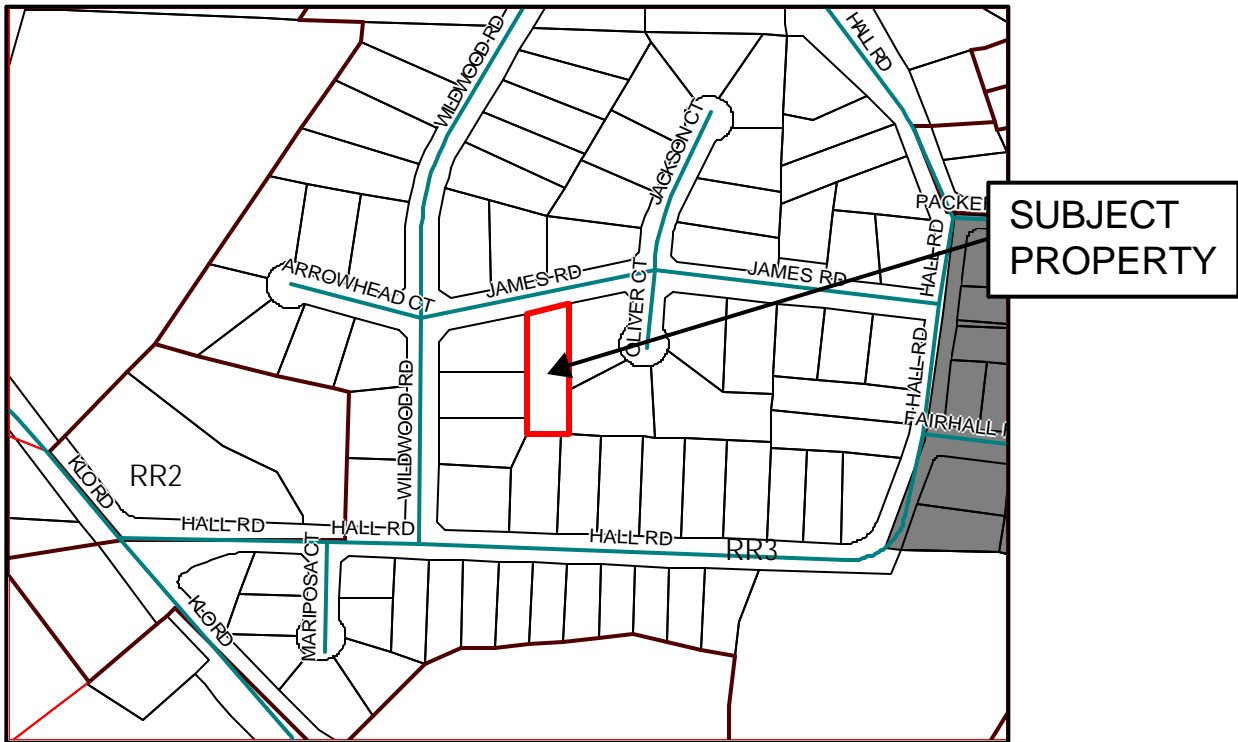 WILDWOOD RD
HALL RD
JACKSON CT
PACKER
SUBJECT
PROPERTY
HALL RD
ARROWHEAD CT
JAMES RD
JAMES RD
OLIVER CT
HALL RD
WILDWOOD RD
FAIRHALL
KLO RD
RR2
HALL RD
HALL RD
HALL RD
RR3
MARIPOSA CT
KLO RD